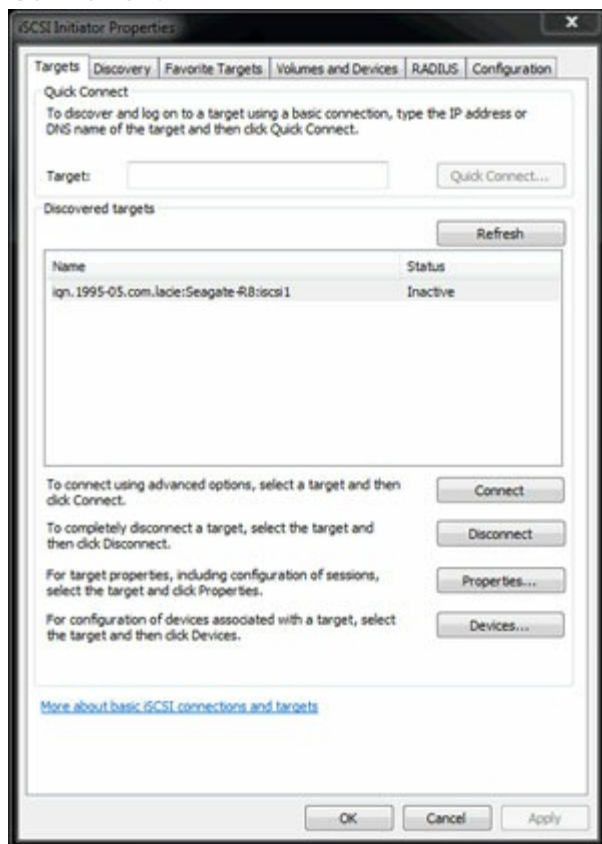 iSCSI Initiator Properties
x
Targets Discovery Favorite Targets Volumes and Devices RADIUS Configuration
Quick Connect
To discover and log on to a target using a basic connection, type the IP address or
DNS name of the target and then click Quick Connect.
Target:
Quick Connect...
Discovered targets
Refresh
Name Status
iqn.1995-05.com.lacie:Seagate-R8:iscsi1 Inactive
To connect using advanced options, select a target and then
click Connect.
Connect
To completely disconnect a target, select the target and
then click Disconnect.
Disconnect
For target properties, including configuration of sessions,
select the target and click Properties.
Properties...
For configuration of devices associated with a target, select
the target and then click Devices.
Devices...
More about basic iSCSI connections and targets
OK Cancel Apply